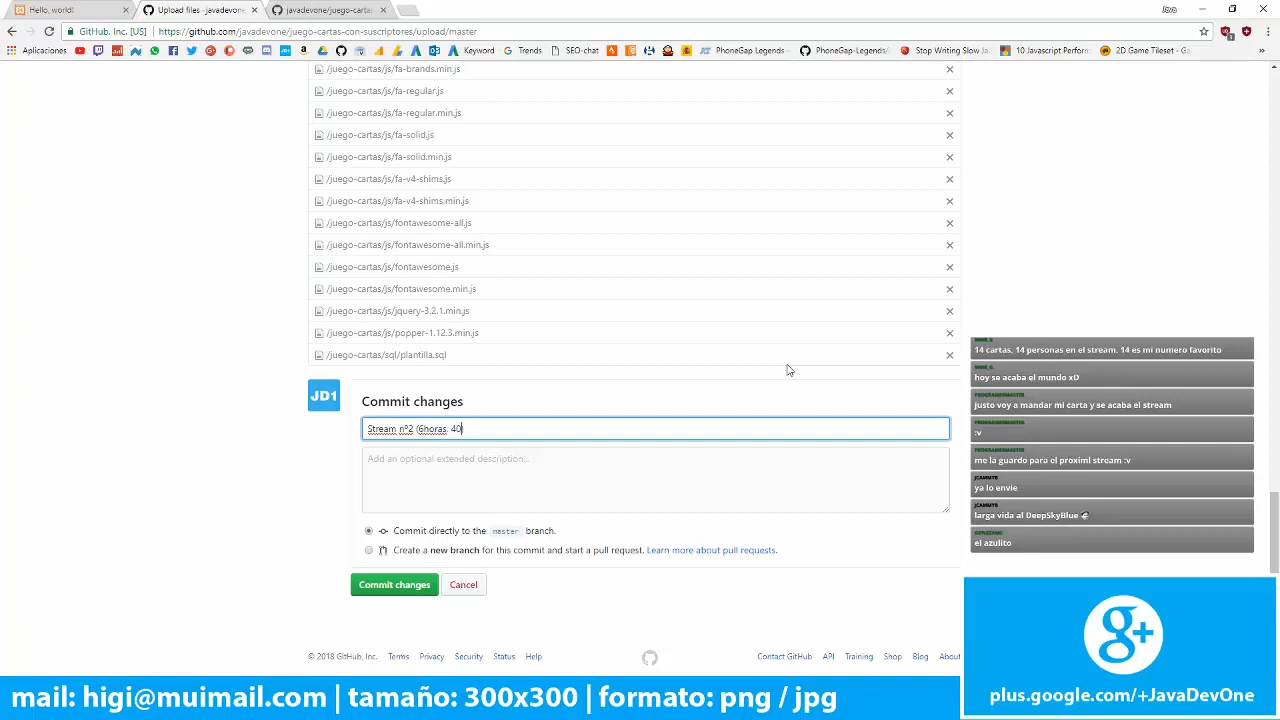 Hello, world!
Upload files · javadevone/
javadevone/juego-cartas
Java
GitHub, Inc. [US]
https://github.com/javadevone/juego-cartas-con-suscriptores/upload/master
Aplicaciones
Keyword
Trends
SEO-chat
PhoneGap Legends -
PhoneGap-Legends/
Stop Writing Slow Ja
10 Javascript Perform
2D Game Tileset - Ga
/juego-cartas/js/fa-brands.min.js
/juego-cartas/js/fa-regular.js
/juego-cartas/js/fa-regular.min.js
/juego-cartas/js/fa-solid.js
/juego-cartas/js/fa-solid.min.js
/juego-cartas/js/fa-v4-shims.js
/juego-cartas/js/fa-v4-shims.min.js
/juego-cartas/js/fontawesome-all.js
/juego-cartas/js/fontawesome-all.min.js
/juego-cartas/js/fontawesome.js
/juego-cartas/js/fontawesome.min.js
/juego-cartas/js/jquery-3.2.1.min.js
/juego-cartas/js/popper-1.12.3.min.js
/juego-cartas/sql/plantilla.sql
JD1
Commit changes
Stream nº2 (6horas. 40
Add an optional extended description...
Commit directly to the master branch.
Create a new branch for this commit and start a pull request. Learn more about pull requests.
Commit changes
Cancel
© 2018 GitHub, Inc.
Terms
Privacy
Security
Status
Help
Contact GitHub
API
Training
Shop
Blog
About
14 cartas, 14 personas en el stream. 14 es mi numero favorito
hoy se acaba el mundo xD
PROGRAMERMASTER
justo voy a mandar mi carta y se acaba el stream
PROGRAMERMASTER
:v
PROGRAMERMASTER
me la guardo para el proximl stream :v
JCAMMYB
ya lo envie
JCAMMYB
larga vida al DeepSkyBlue
el azulito
g+
plus.google.com/+JavaDevOne
mail: higi@muimail.com | tamaño: 300x300 | formato: png / jpg